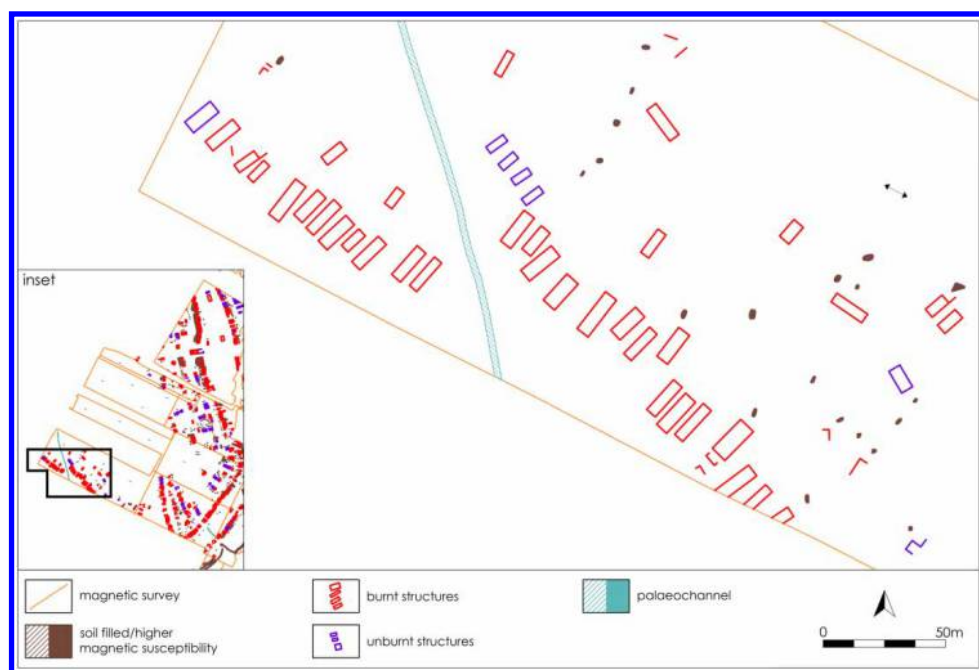 inset
magnetic survey
soil filled/higher
magnetic susceptibility
burnt structures
unburnt structures
palaeochannel
0 50m